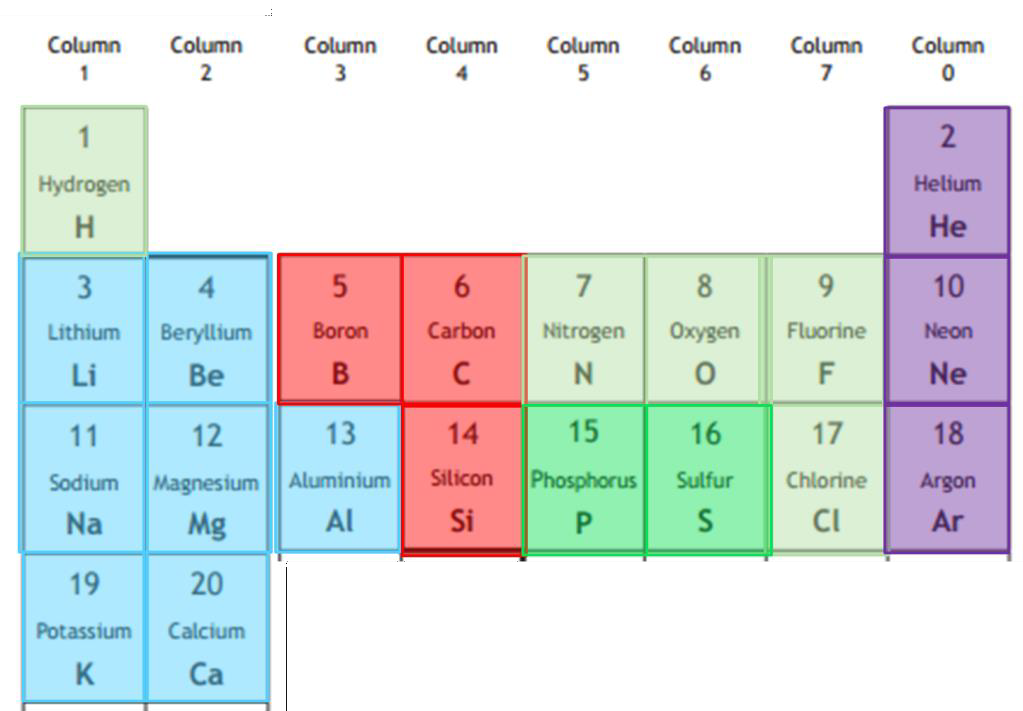 Column Column Column Column Column Column Column Column
1 2 3 4 5 6 7 0
1 2
Hydrogen Helium
H He
3 4 5 6 7 8 9 10
Lithium Beryllium Boron Carbon Nitrogen Oxygen Fluorine Neon
Li Be B C N O F Ne
11 12 13 14 15 16 17 18
Sodium Magnesium Aluminium Silicon Phosphorus Sulfur Chlorine Argon
Na Mg Al Si P S Cl Ar
19 20
Potassium Calcium
K Ca